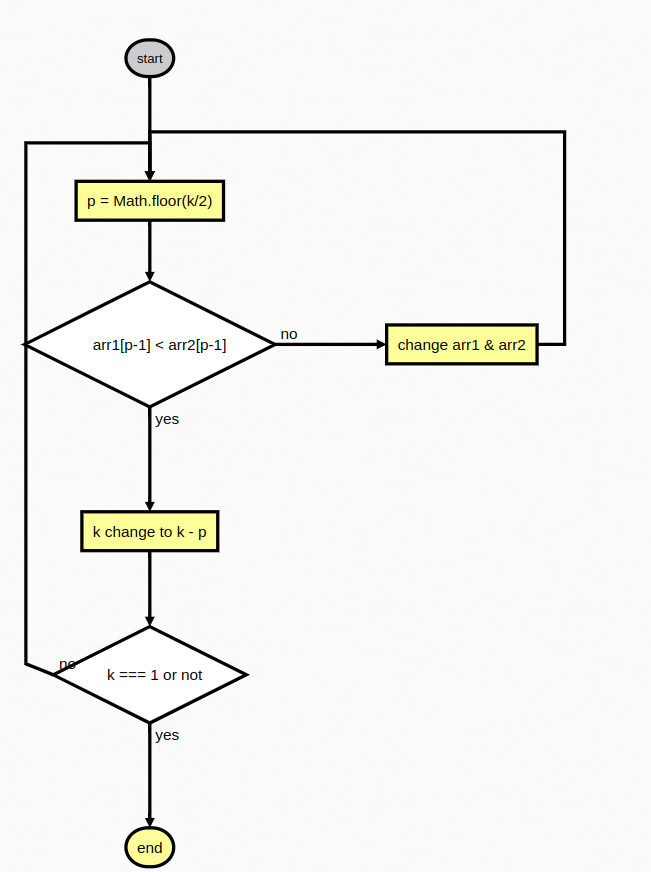 start
p = Math.floor(k/2)
arr1[p-1] < arr2[p-1]
no
change arr1 & arr2
yes
k change to k - p
no
k === 1 or not
yes
end